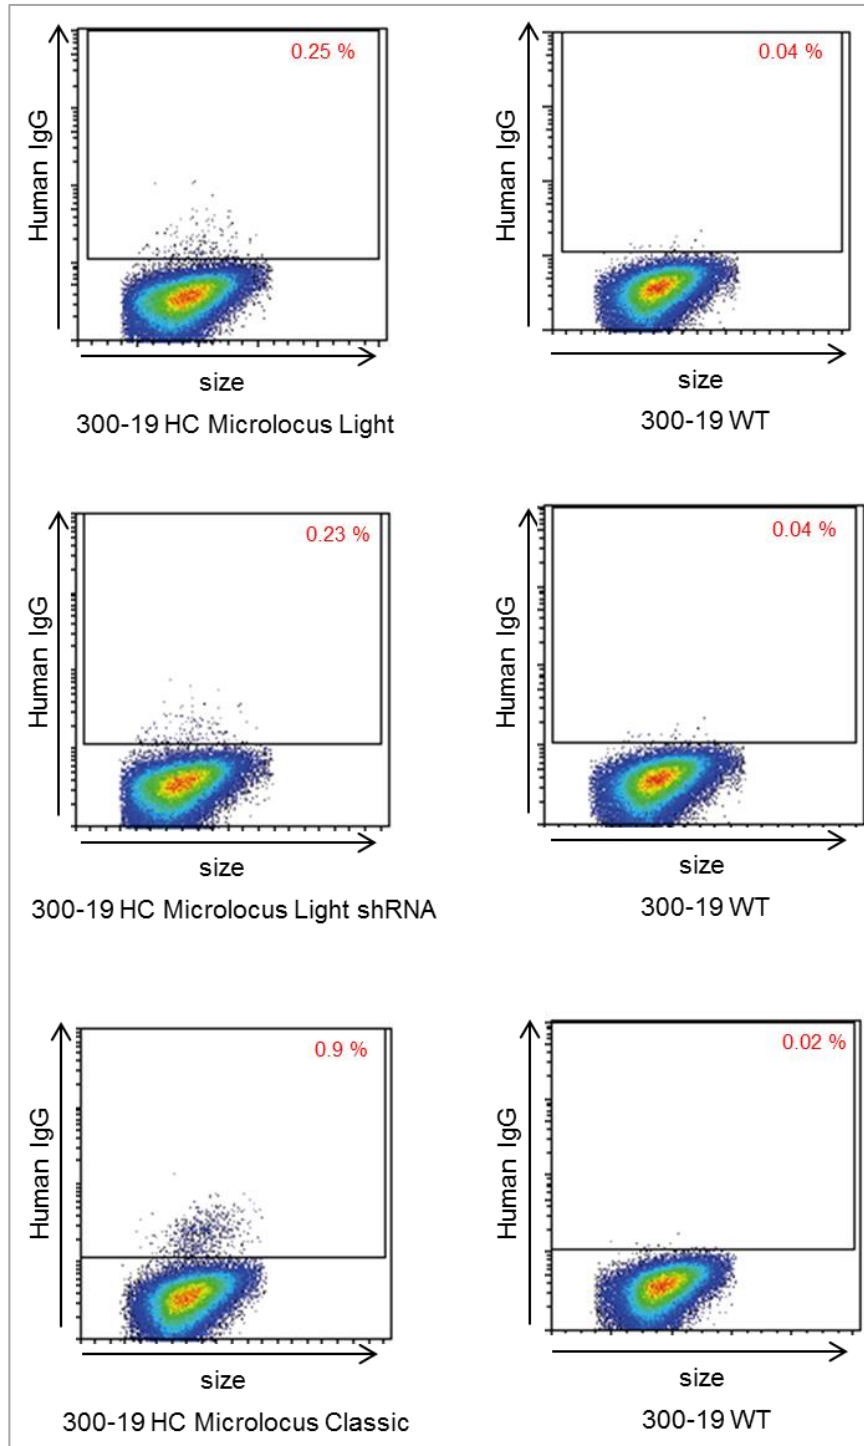 0.25 %
Human IgG
size
300-19 HC Microlocus Light
0.04 %
Human IgG
size
300-19 WT
0.23 %
Human IgG
size
300-19 HC Microlocus Light shRNA
0.04 %
Human IgG
size
300-19 WT
0.9 %
Human IgG
size
300-19 HC Microlocus Classic
0.02 %
Human IgG
size
300-19 WT